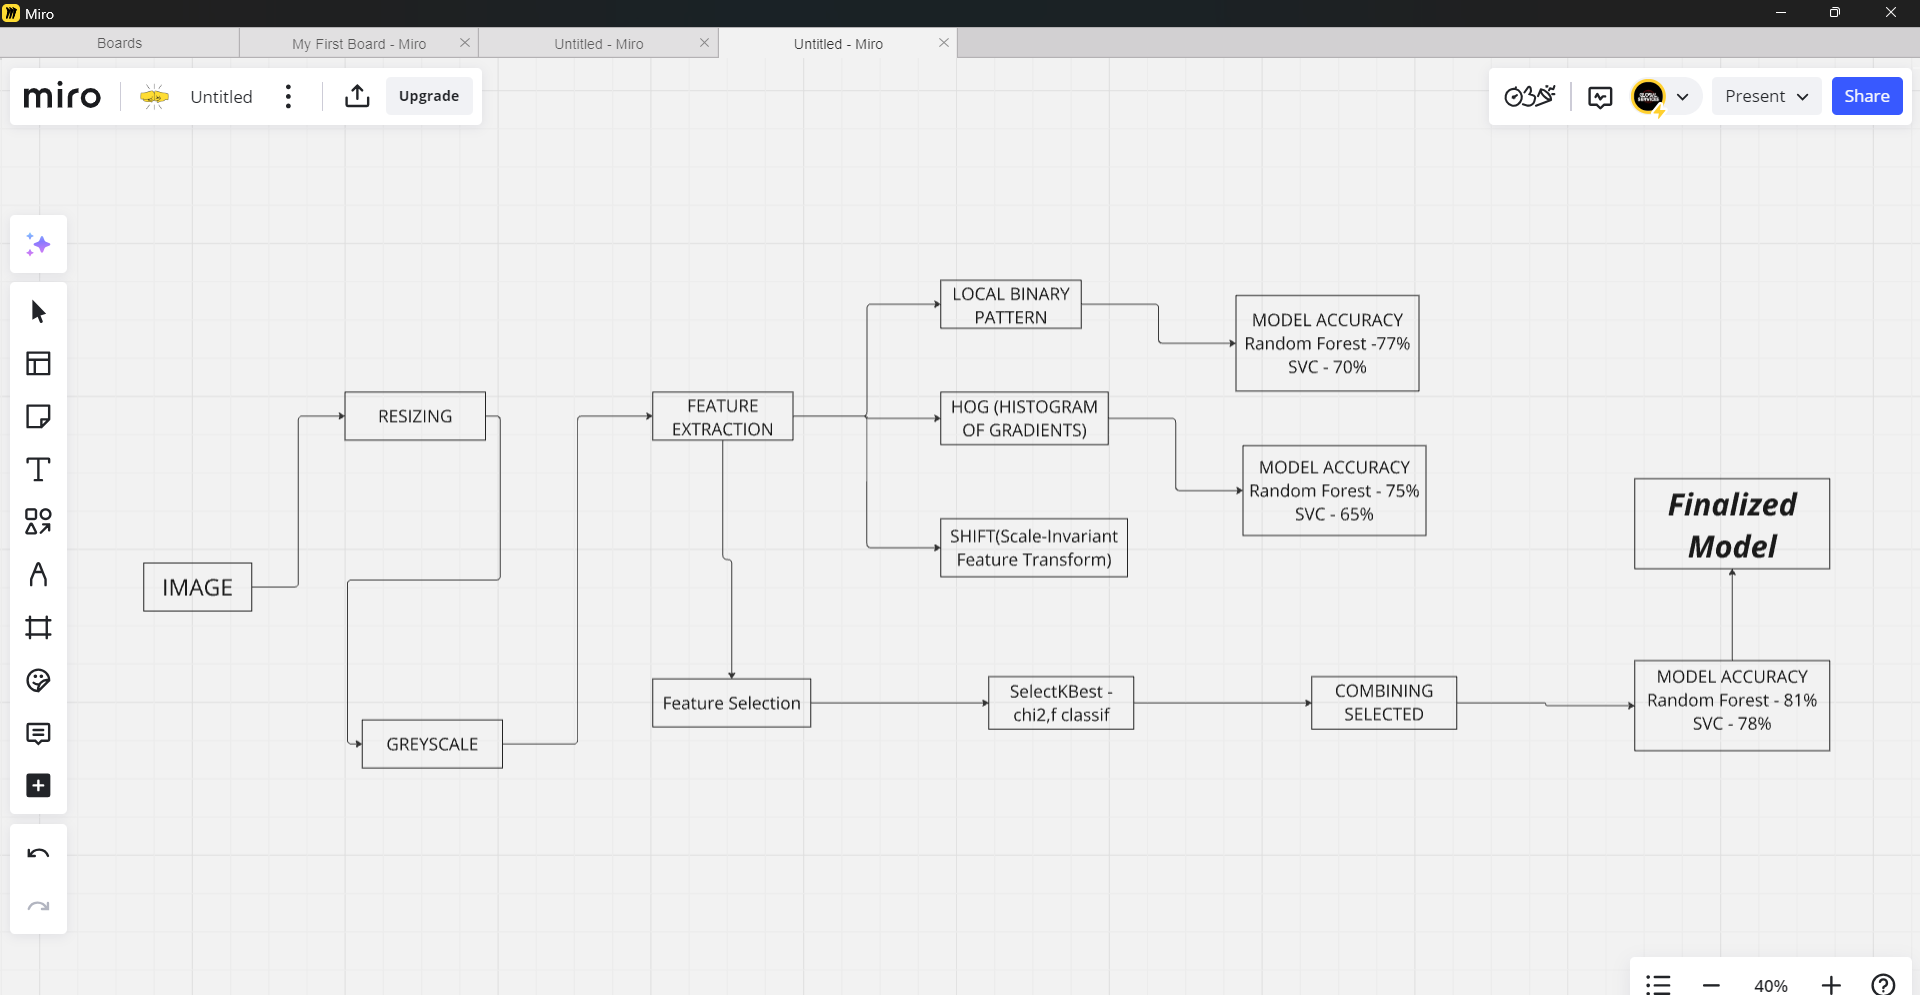 Miro
Boards
My First Board - Miro
Untitled - Miro
Untitled - Miro
miro
Untitled
Upgrade
Present
Share
LOCAL BINARY
PATTERN
MODEL ACCURACY
Random Forest -77%
SVC - 70%
RESIZING
FEATURE
EXTRACTION
HOG (HISTOGRAM
OF GRADIENTS)
MODEL ACCURACY
Random Forest - 75%
SVC - 65%
Finalized
Model
SHIFT(Scale-Invariant
Feature Transform)
IMAGE
Feature Selection
SelectKBest -
chi2,f classif
COMBINING
SELECTED
MODEL ACCURACY
Random Forest - 81%
SVC - 78%
GREYSCALE
40%